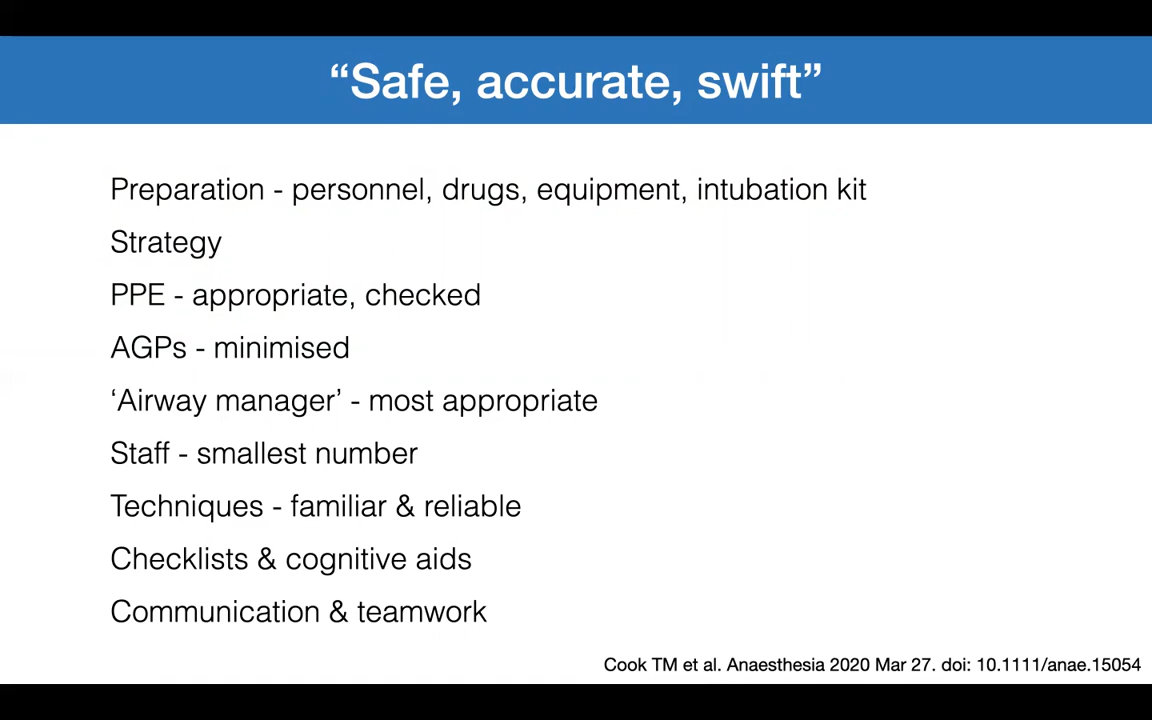 “Safe, accurate, swift”
Preparation - personnel, drugs, equipment, intubation kit
Strategy
PPE - appropriate, checked
AGPs - minimised
‘Airway manager’ - most appropriate
Staff - smallest number
Techniques - familiar & reliable
Checklists & cognitive aids
Communication & teamwork
Cook TM et al. Anaesthesia 2020 Mar 27. doi: 10.1111/anae.15054